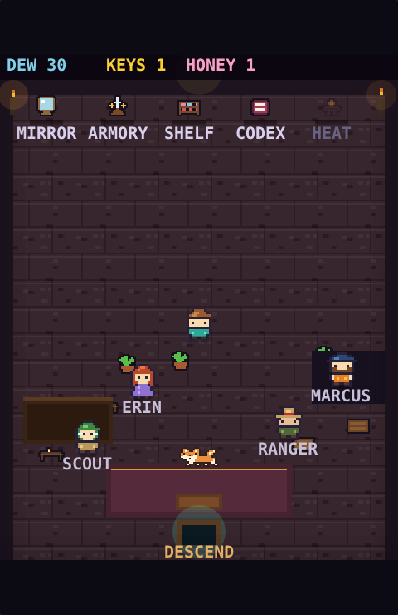 DEW 30 KEYS 1 HONEY 1
MIRROR ARMORY SHELF CODEX HEAT
MARCUS
ERIN
RANGER
SCOUT
DESCEND